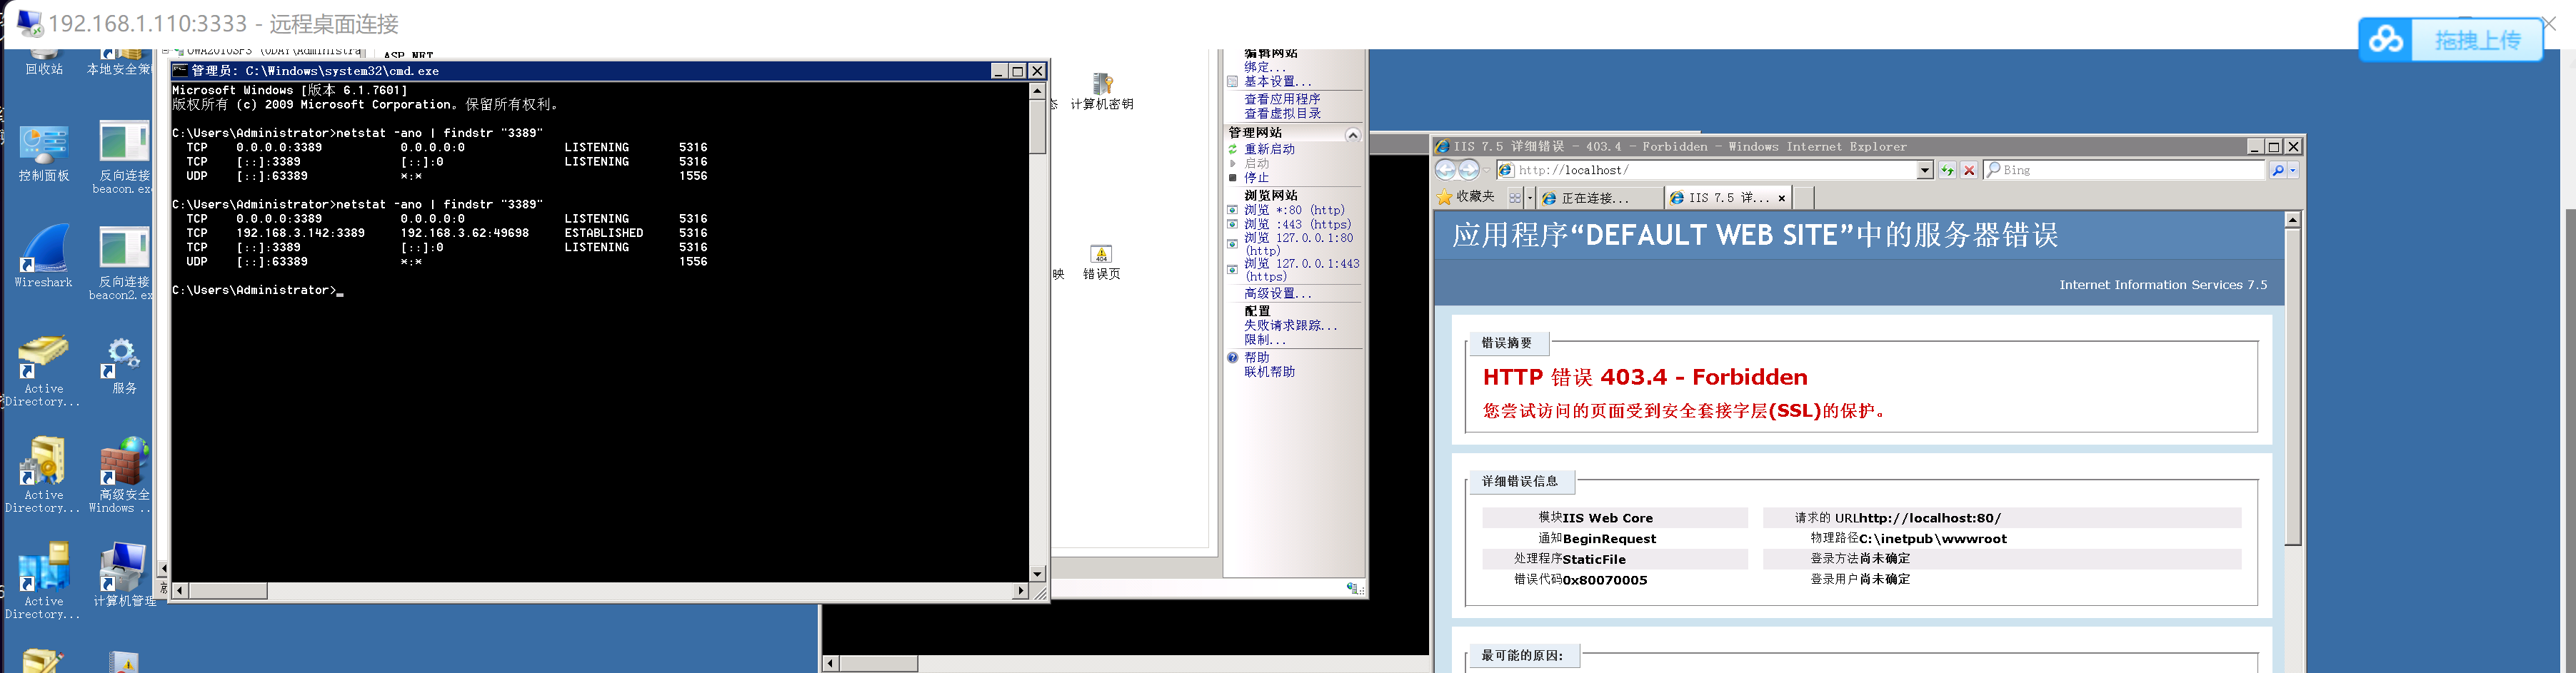 192.168.1.110:3333 - 远程桌面连接
拖拽上传
回收站
本地安全策
控制面板
反向连接
beacon.exe
Wireshark
反向连接
beacon2.ex
Active
Directory...
服务
Active
Directory...
高级安全
Windows ..
Active
Directory...
计算机管理
ASP.NET
管理员: C:\Windows\system32\cmd.exe
Microsoft Windows [版本 6.1.7601]
版权所有 (c) 2009 Microsoft Corporation。保留所有权利。
C:\Users\Administrator>netstat -ano | findstr "3389"
TCP 0.0.0.0:3389 0.0.0.0:0 LISTENING 5316
TCP [::]:3389 [::]:0 LISTENING 5316
UDP [::]:63389 *:* 1556
C:\Users\Administrator>netstat -ano | findstr "3389"
TCP 0.0.0.0:3389 0.0.0.0:0 LISTENING 5316
TCP 192.168.3.142:3389 192.168.3.62:49698 ESTABLISHED 5316
TCP [::]:3389 [::]:0 LISTENING 5316
UDP [::]:63389 *:* 1556
C:\Users\Administrator>_
计算机密钥
映
错误页
编辑网站
绑定...
基本设置...
查看应用程序
查看虚拟目录
管理网站
重新启动
启动
停止
浏览网站
浏览 *:80 (http)
浏览 :443 (https)
浏览 127.0.0.1:80
(http)
浏览 127.0.0.1:443
(https)
高级设置...
配置
失败请求跟踪...
限制...
帮助
联机帮助
IIS 7.5 详细错误 - 403.4 - Forbidden - Windows Internet Explorer
http://localhost/
Bing
收藏夹
正在连接...
IIS 7.5 详...
应用程序“DEFAULT WEB SITE”中的服务器错误
Internet Information Services 7.5
错误摘要
HTTP 错误 403.4 - Forbidden
您尝试访问的页面受到安全套接字层(SSL)的保护。
详细错误信息
模块IIS Web Core
通知BeginRequest
处理程序StaticFile
错误代码0x80070005
请求的 URLhttp://localhost:80/
物理路径C:\inetpub\wwwroot
登录方法尚未确定
登录用户尚未确定
最可能的原因: